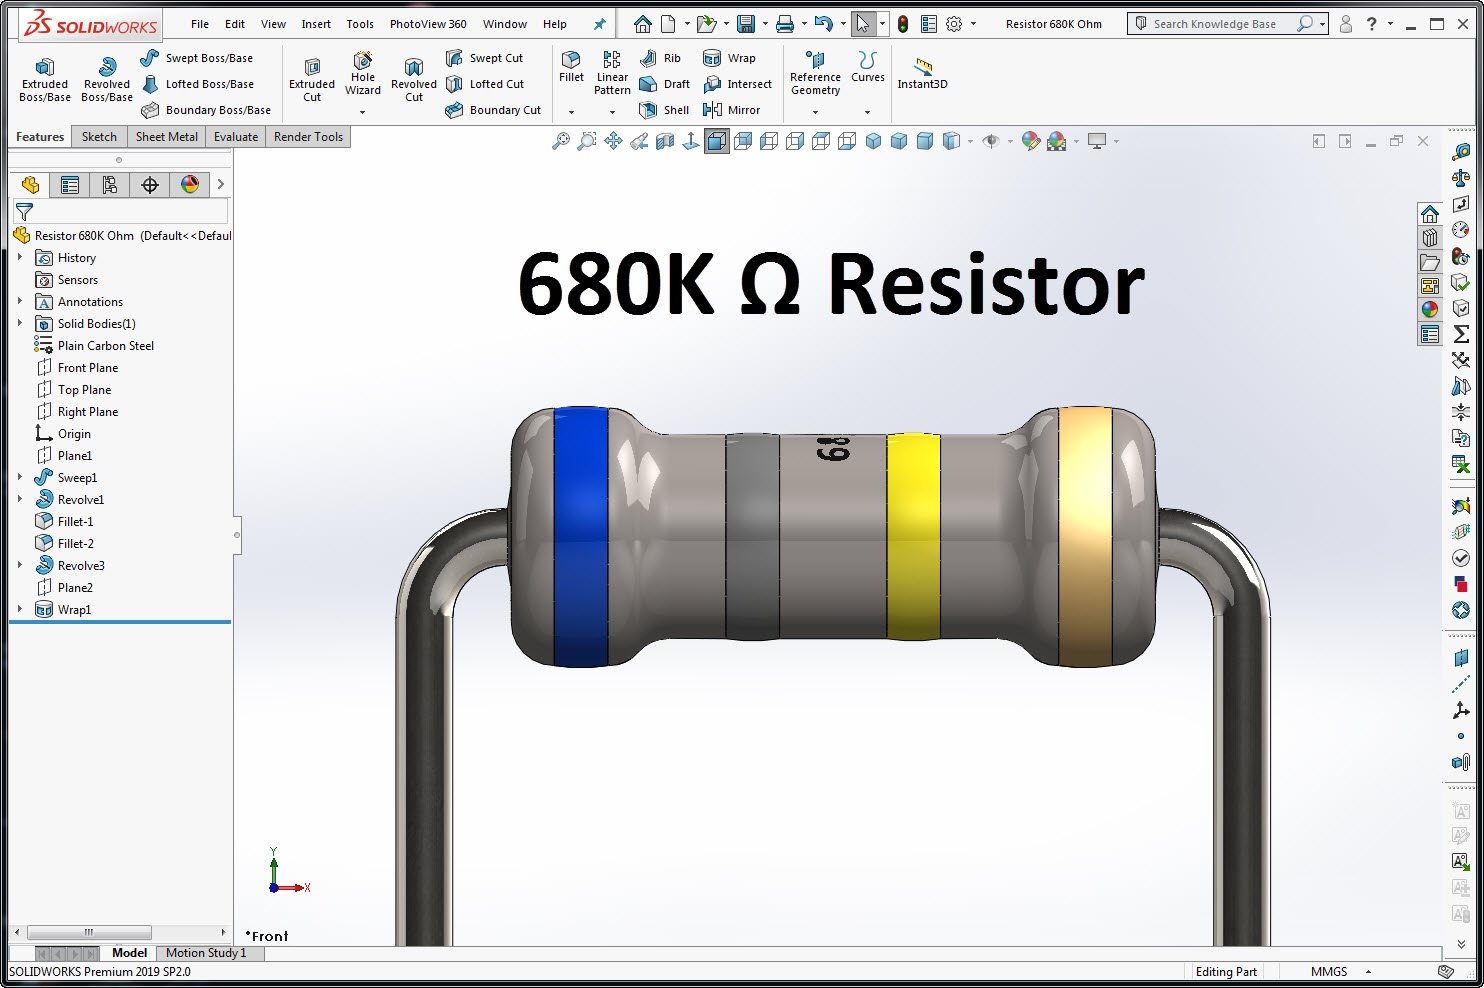 SOLIDWORKS
File Edit View Insert Tools PhotoView 360 Window Help
Resistor 680K Ohm
Search Knowledge Base
?
Extruded Boss/Base
Revolved Boss/Base
Swept Boss/Base
Lofted Boss/Base
Boundary Boss/Base
Extruded Cut
Hole Wizard
Revolved Cut
Swept Cut
Lofted Cut
Boundary Cut
Fillet
Linear Pattern
Rib
Draft
Shell
Wrap
Intersect
Mirror
Reference Geometry
Curves
Instant3D
Features Sketch Sheet Metal Evaluate Render Tools
Resistor 680K Ohm (Default<<Defaul
History
Sensors
Annotations
Solid Bodies(1)
Plain Carbon Steel
Front Plane
Top Plane
Right Plane
Origin
Plane1
Sweep1
Revolve1
Fillet-1
Fillet-2
Revolve3
Plane2
Wrap1
680K Ω Resistor
68
Y
X
*Front
Model Motion Study 1
SOLIDWORKS Premium 2019 SP2.0
Editing Part
MMGS